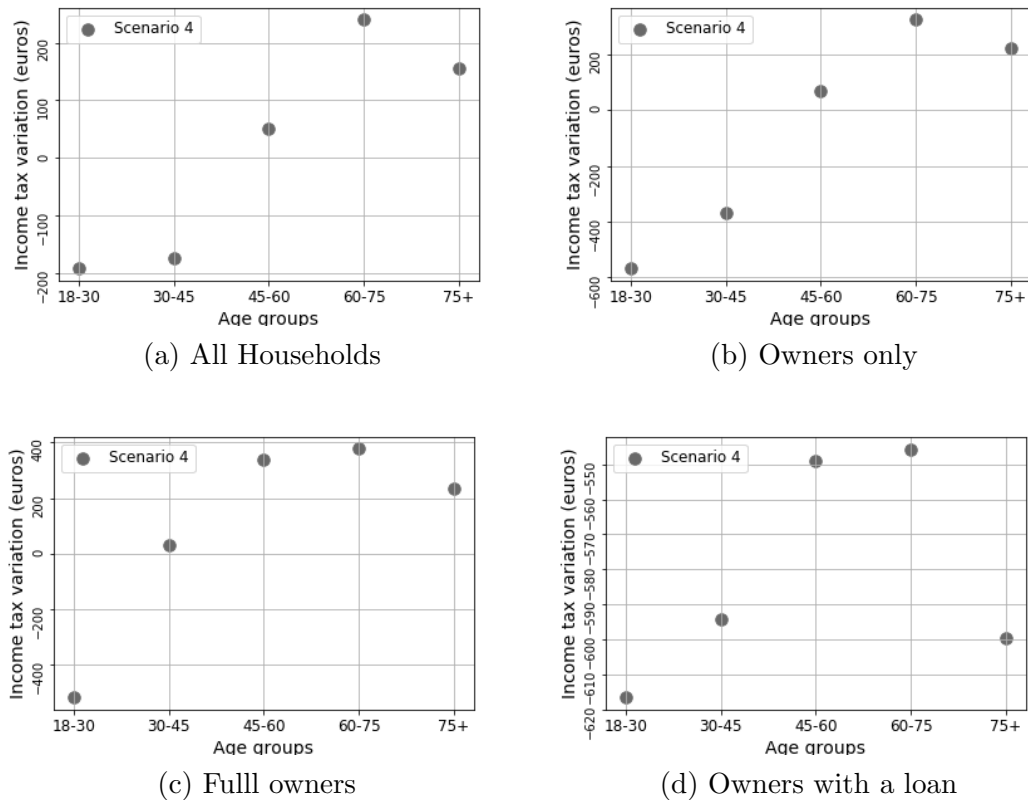 Income tax variation (euros)
Scenario 4
200
100
0
−100
−200
18-30 30-45 45-60 60-75 75+
Age groups
(a) All Households
Income tax variation (euros)
Scenario 4
200
0
−200
−400
−600
18-30 30-45 45-60 60-75 75+
Age groups
(b) Owners only
Income tax variation (euros)
Scenario 4
400
200
0
−200
−400
18-30 30-45 45-60 60-75 75+
Age groups
(c) Fulll owners
Income tax variation (euros)
Scenario 4
−550
−560
−570
−580
−590
−600
−610
−620
18-30 30-45 45-60 60-75 75+
Age groups
(d) Owners with a loan